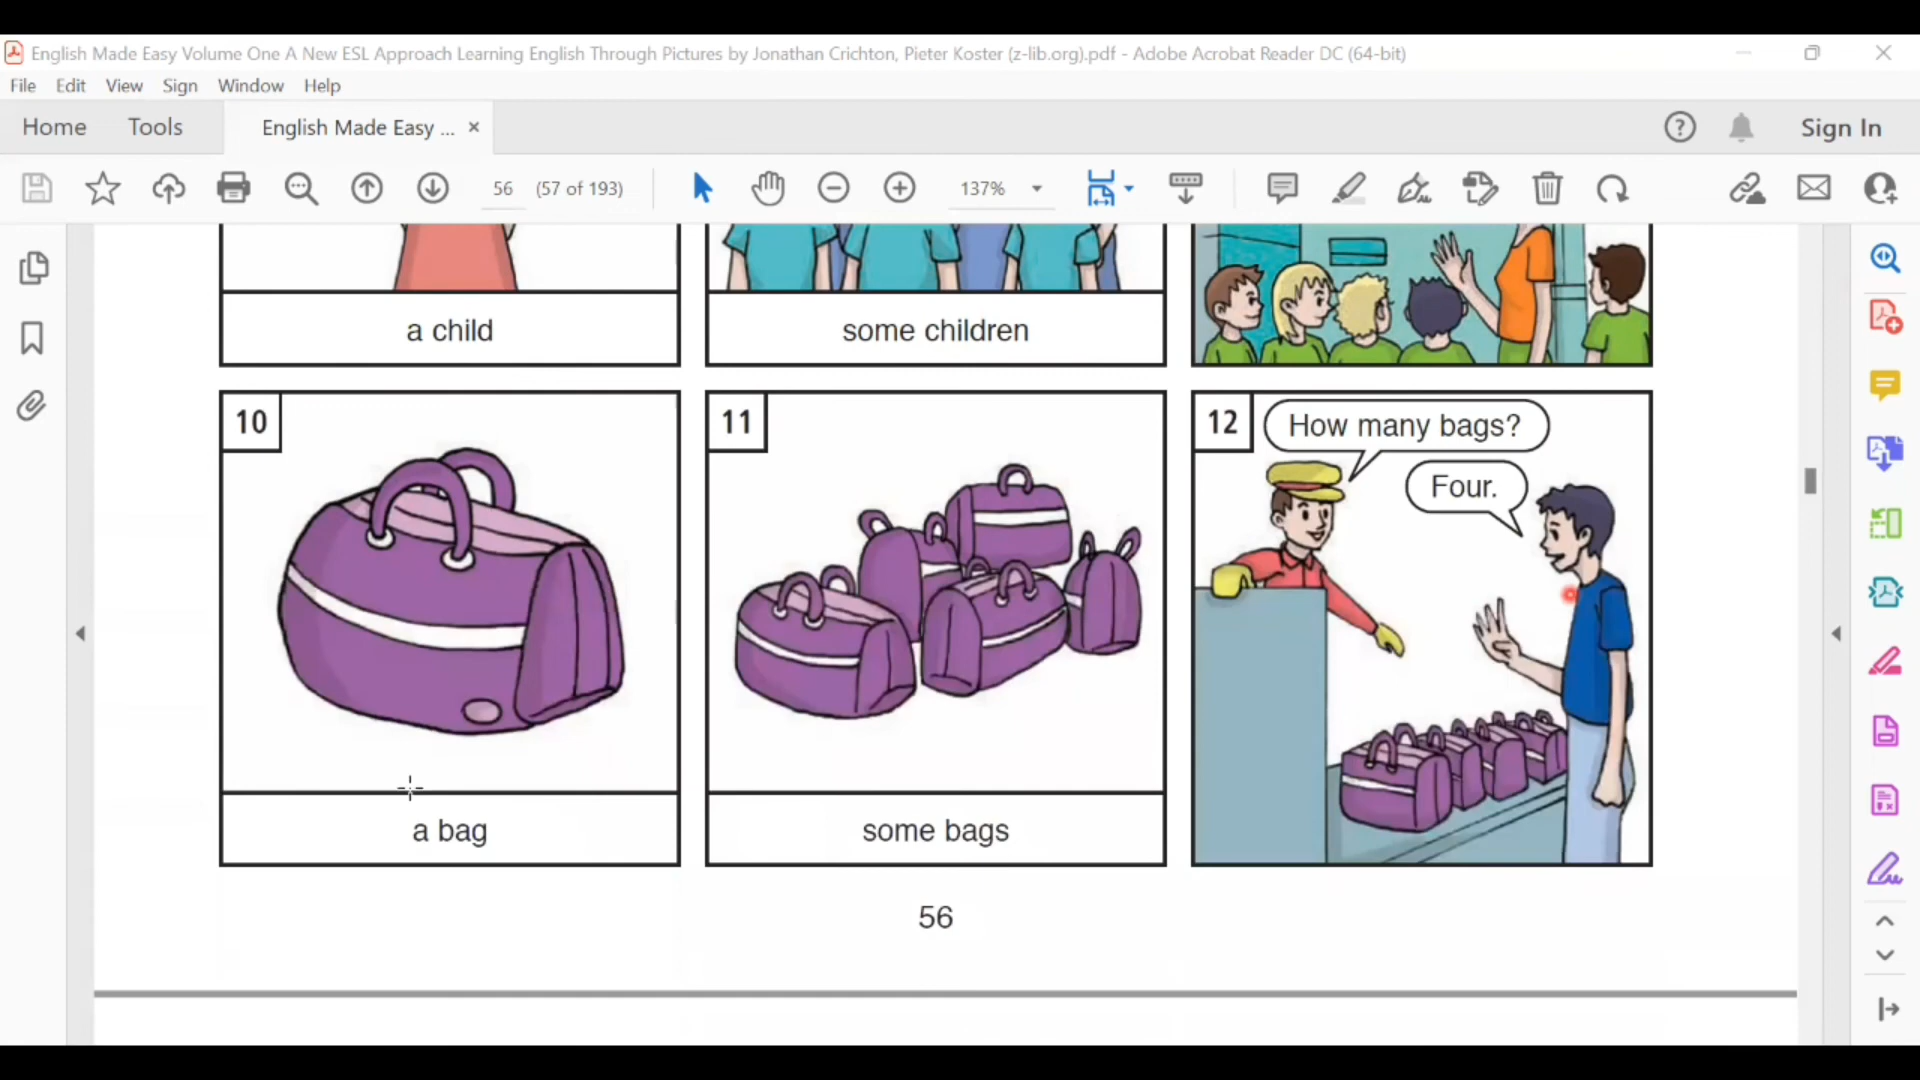 English Made Easy Volume One A New ESL Approach Learning English Through Pictures by Jonathan Crichton, Pieter Koster (z-lib.org).pdf - Adobe Acrobat Reader DC (64-bit)
File Edit View Sign Window Help
Home Tools English Made Easy ... × Sign In
56 (57 of 193) 137%
a child
some children
10
a bag
11
some bags
12
How many bags?
Four.
56